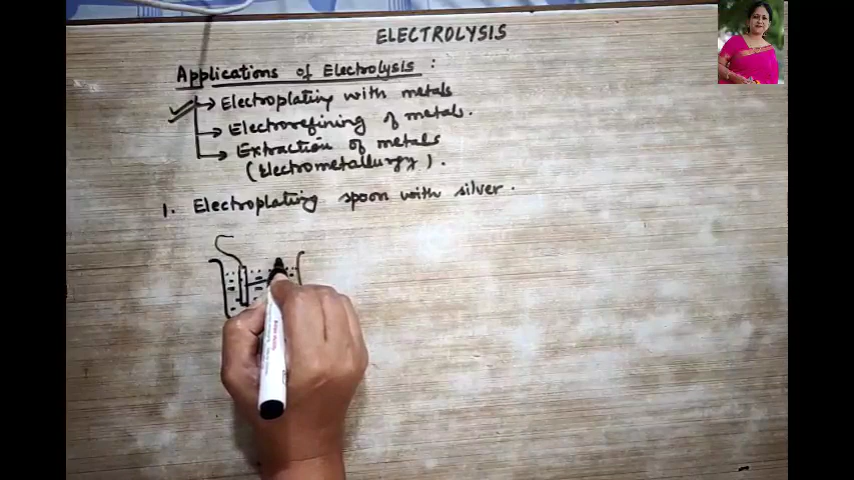 ELECTROLYSIS
Applications of Electrolysis :
Electroplating with metals
Electrorefining of metals.
Extraction of metals
(Electrometallurgy).
1. Electroplating spoon with silver.